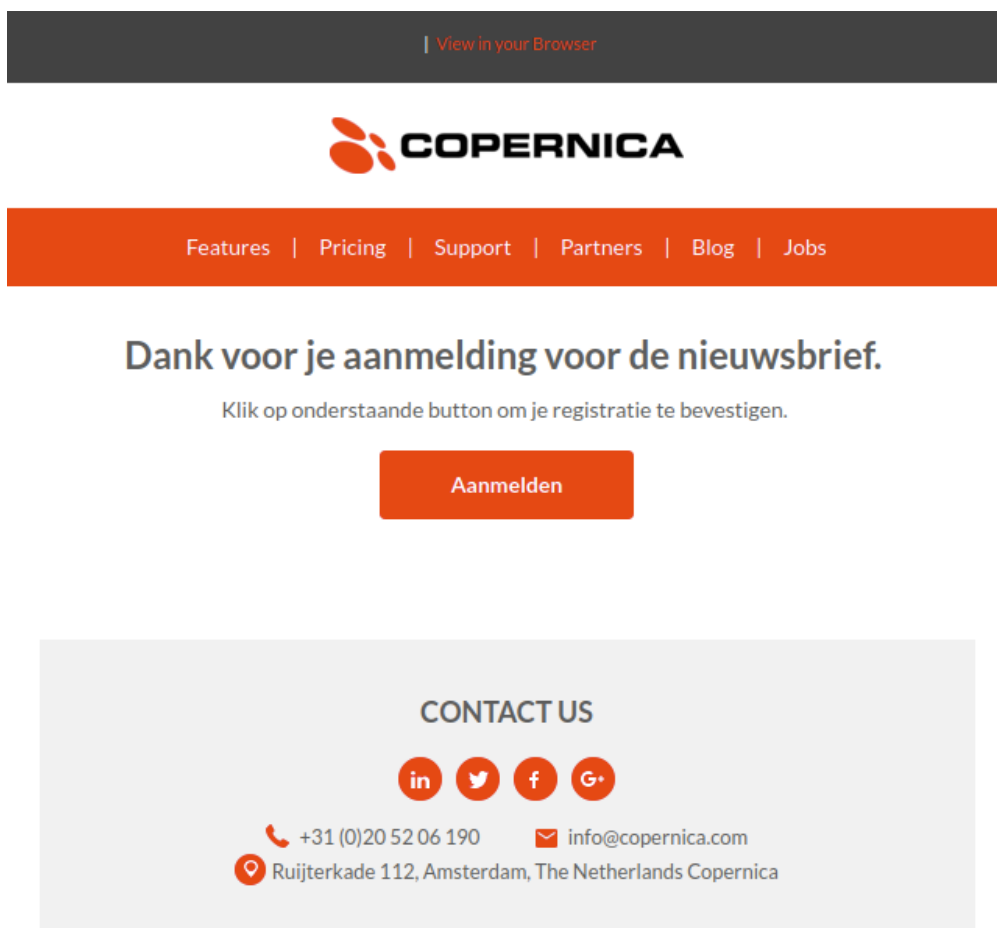 | View in your Browser
COPERNICA
Features | Pricing | Support | Partners | Blog | Jobs
Dank voor je aanmelding voor de nieuwsbrief.
Klik op onderstaande button om je registratie te bevestigen.
Aanmelden
CONTACT US
in f G+
+31 (0)20 52 06 190 info@copernica.com
Ruijterkade 112, Amsterdam, The Netherlands Copernica